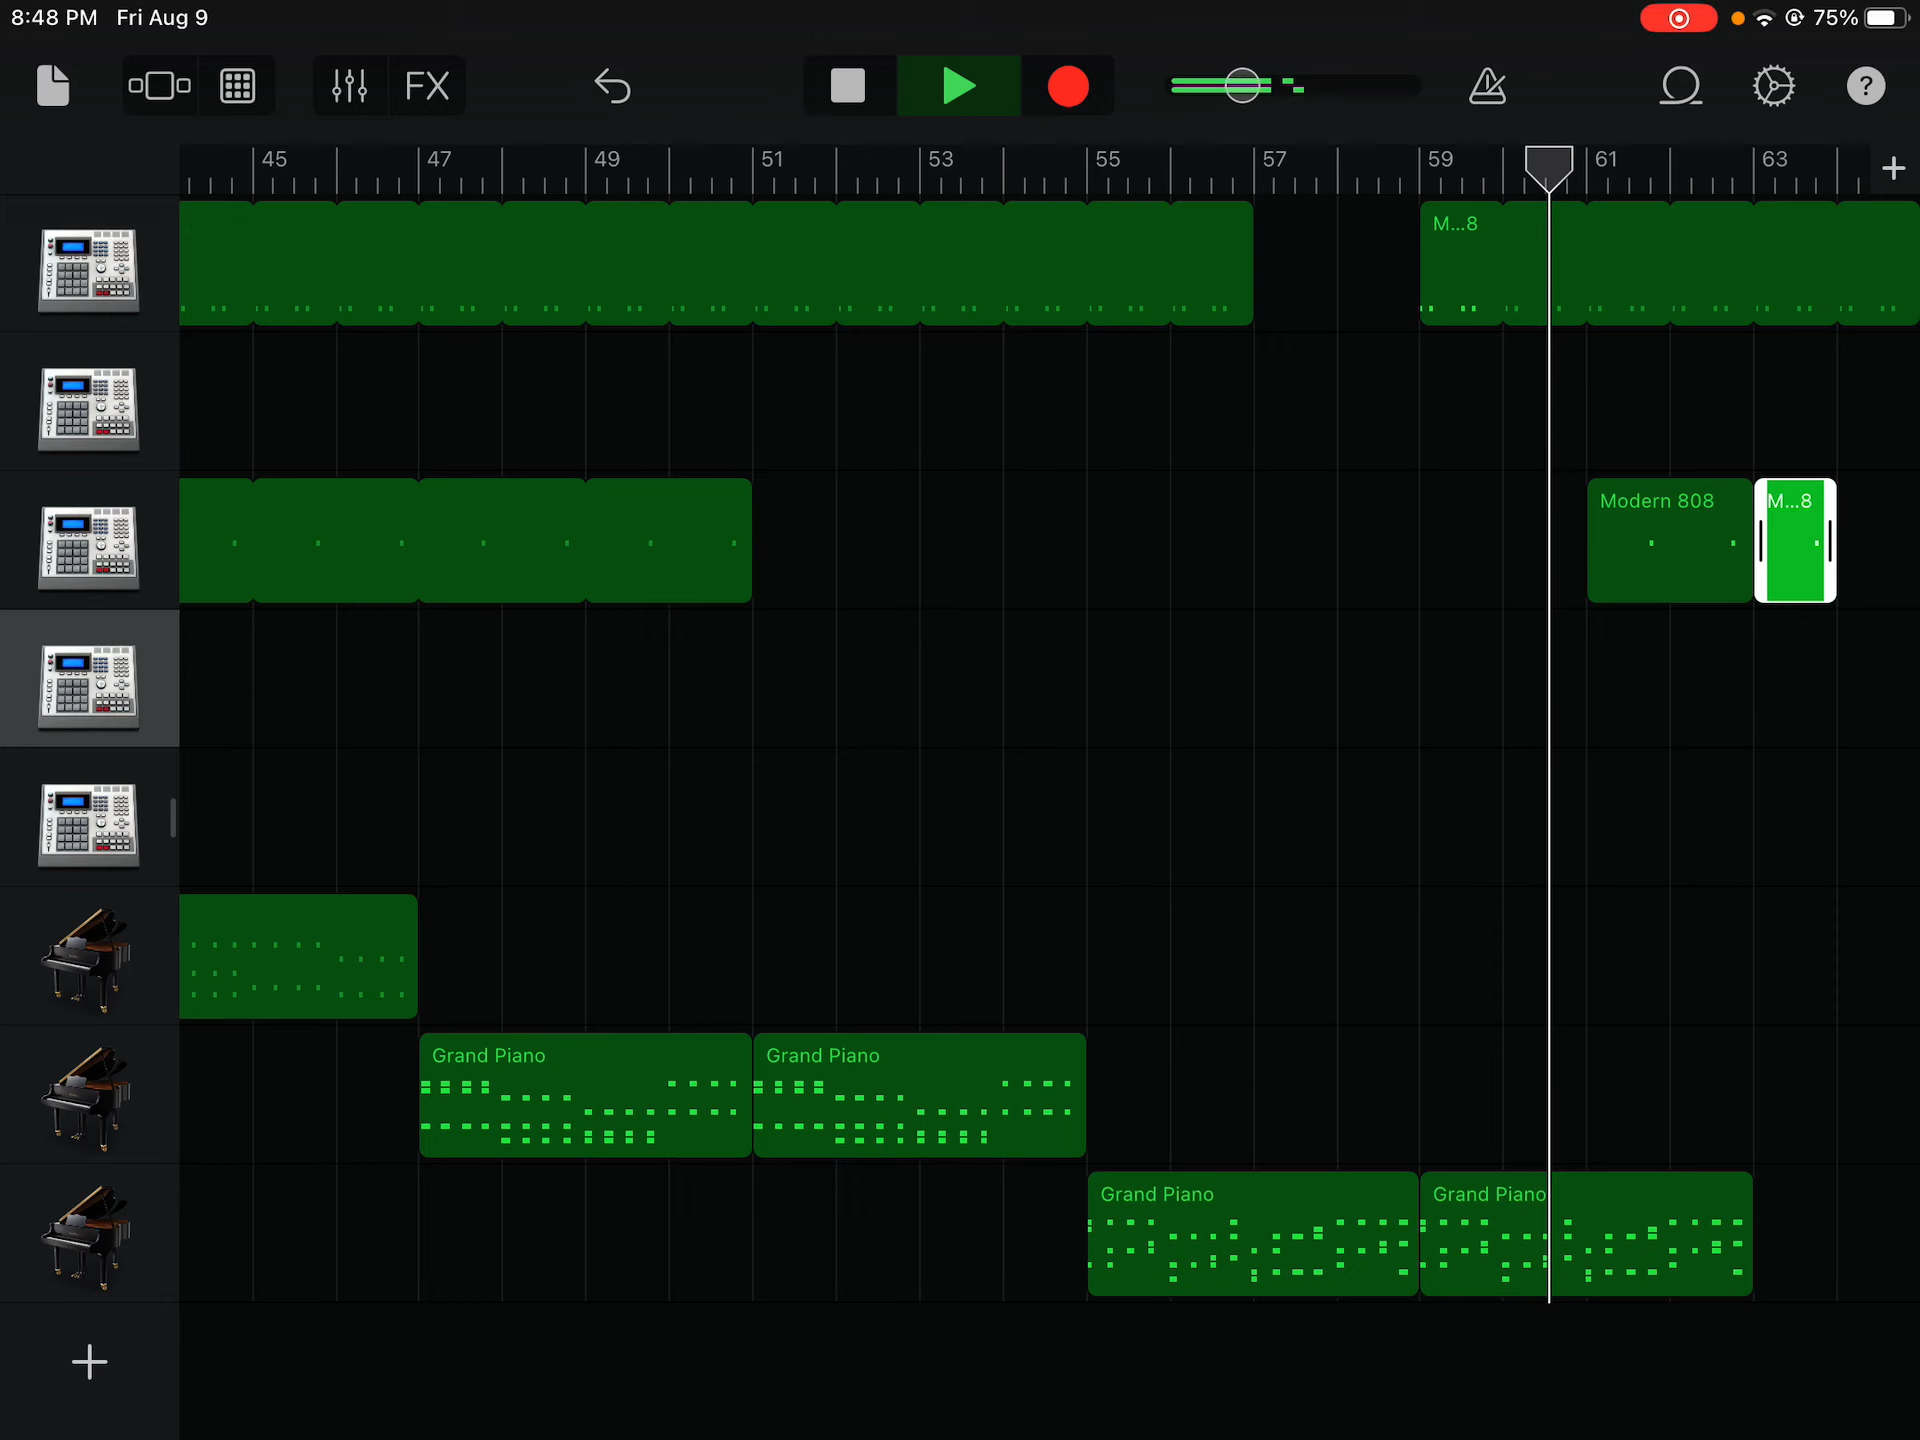 8:48 PM Fri Aug 9
75%
FX
?
45 47 49 51 53 55 57 59 61 63
M...8
Modern 808
M...8
Grand Piano
Grand Piano
Grand Piano
Grand Piano